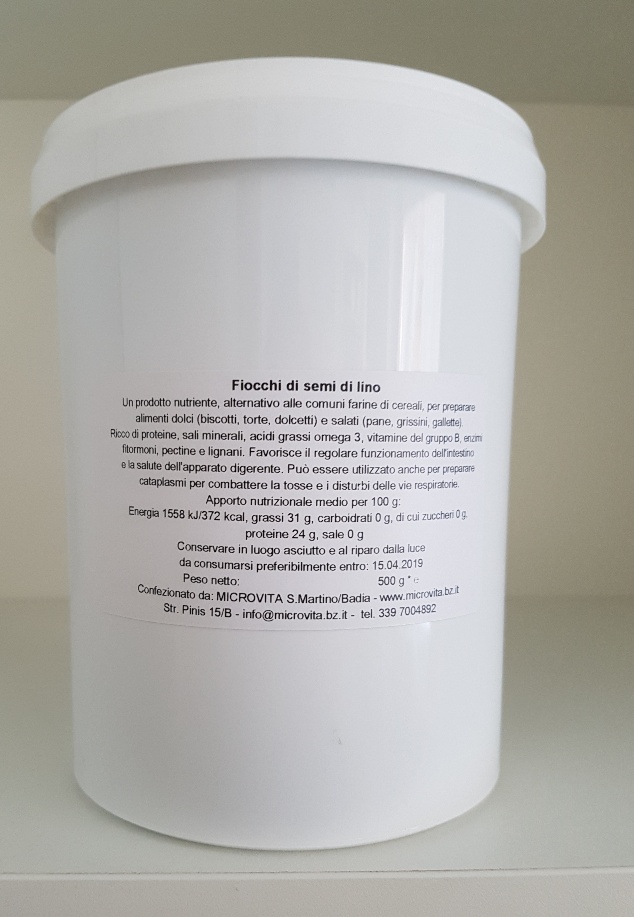 Fiocchi di semi di lino
Un prodotto nutriente, alternativo alle comuni farine di cereali, per preparare
alimenti dolci (biscotti, torte, dolcetti) e salati (pane, grissini, gallette).
Ricco di proteine, sali minerali, acidi grassi omega 3, vitamine del gruppo B, enzimi
fitormoni, pectine e lignani. Favorisce il regolare funzionamento dell'intestino
e la salute dell'apparato digerente. Può essere utilizzato anche per preparare
cataplasmi per combattere la tosse e i disturbi delle vie respiratorie.
Apporto nutrizionale medio per 100 g:
Energia 1558 kJ/372 kcal, grassi 31 g, carboidrati 0 g, di cui zuccheri 0 g.
proteine 24 g, sale 0 g
Conservare in luogo asciutto e al riparo dalla luce
da consumarsi preferibilmente entro: 15.04.2019
Peso netto: 500 g * e
Confezionato da: MICROVITA S.Martino/Badia - www.microvita.bz.it
Str. Pinis 15/B - info@microvita.bz.it - tel. 339 7004892